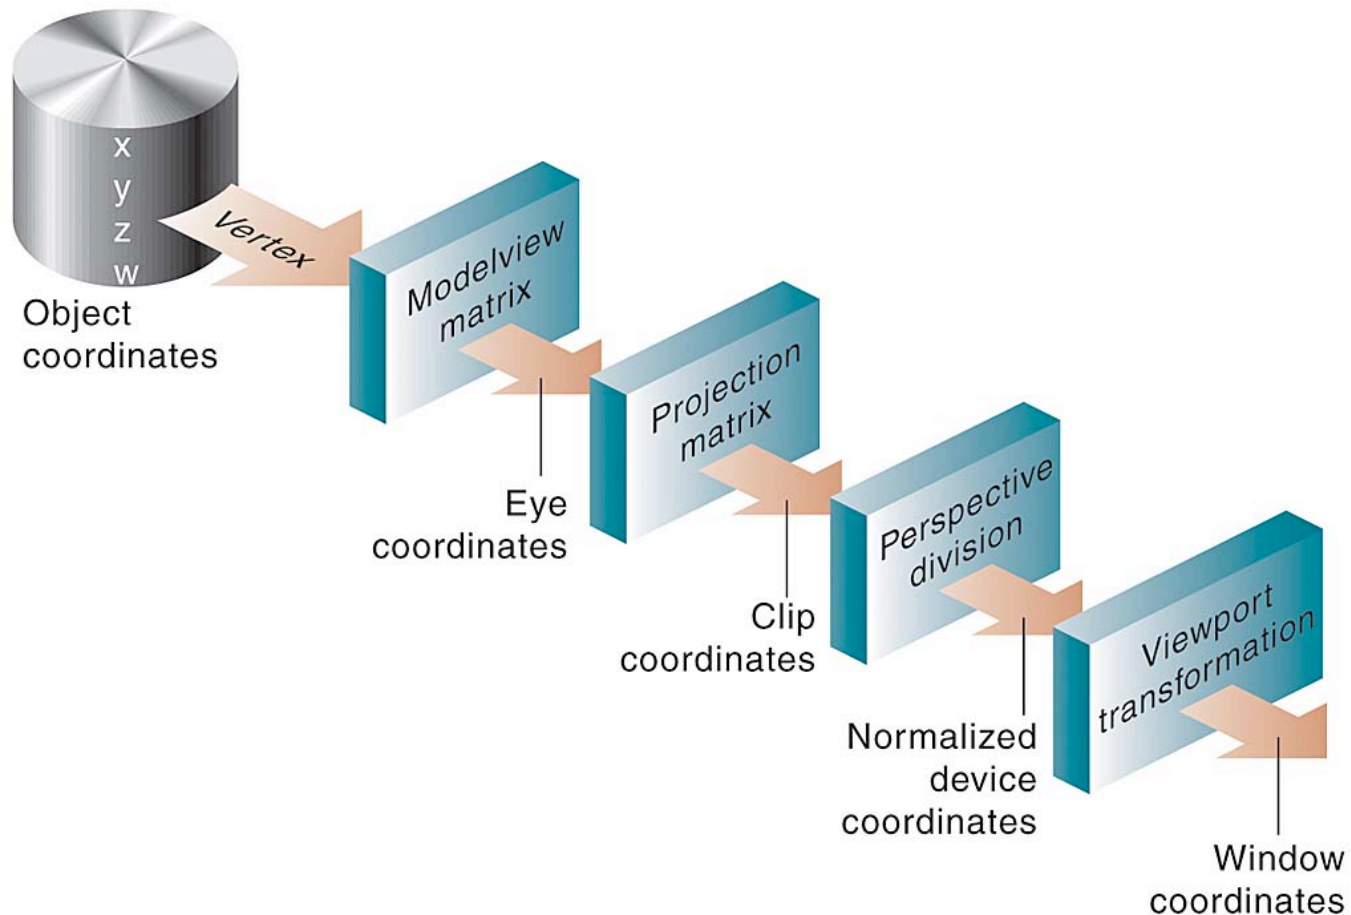 x
y
z
w
Object
coordinates
Vertex
Modelview
matrix
Eye
coordinates
Projection
matrix
Clip
coordinates
Perspective
division
Normalized
device
coordinates
Viewport
transformation
Window
coordinates